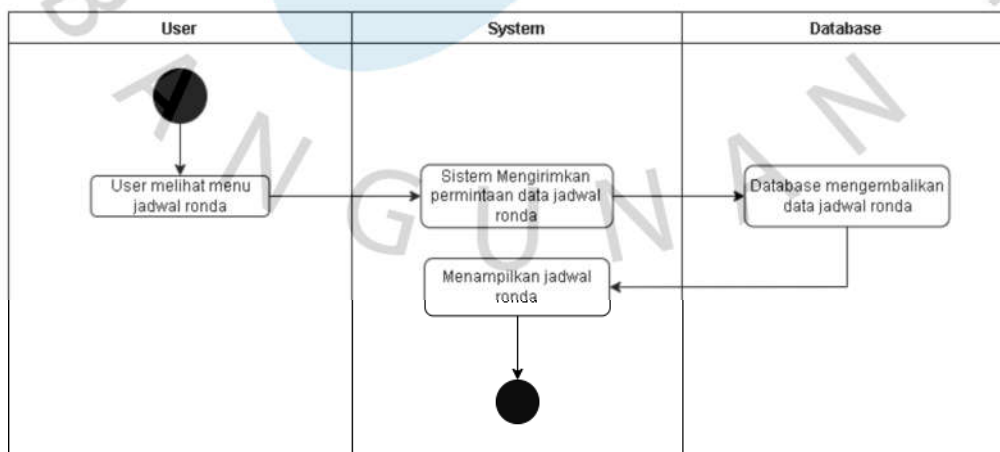 User
System
Database
User melihat menu
jadwal ronda
Sistem Mengirimkan
permintaan data jadwal
ronda
Database mengembalikan
data jadwal ronda
Menampilkan jadwal
ronda
ANGUNAN